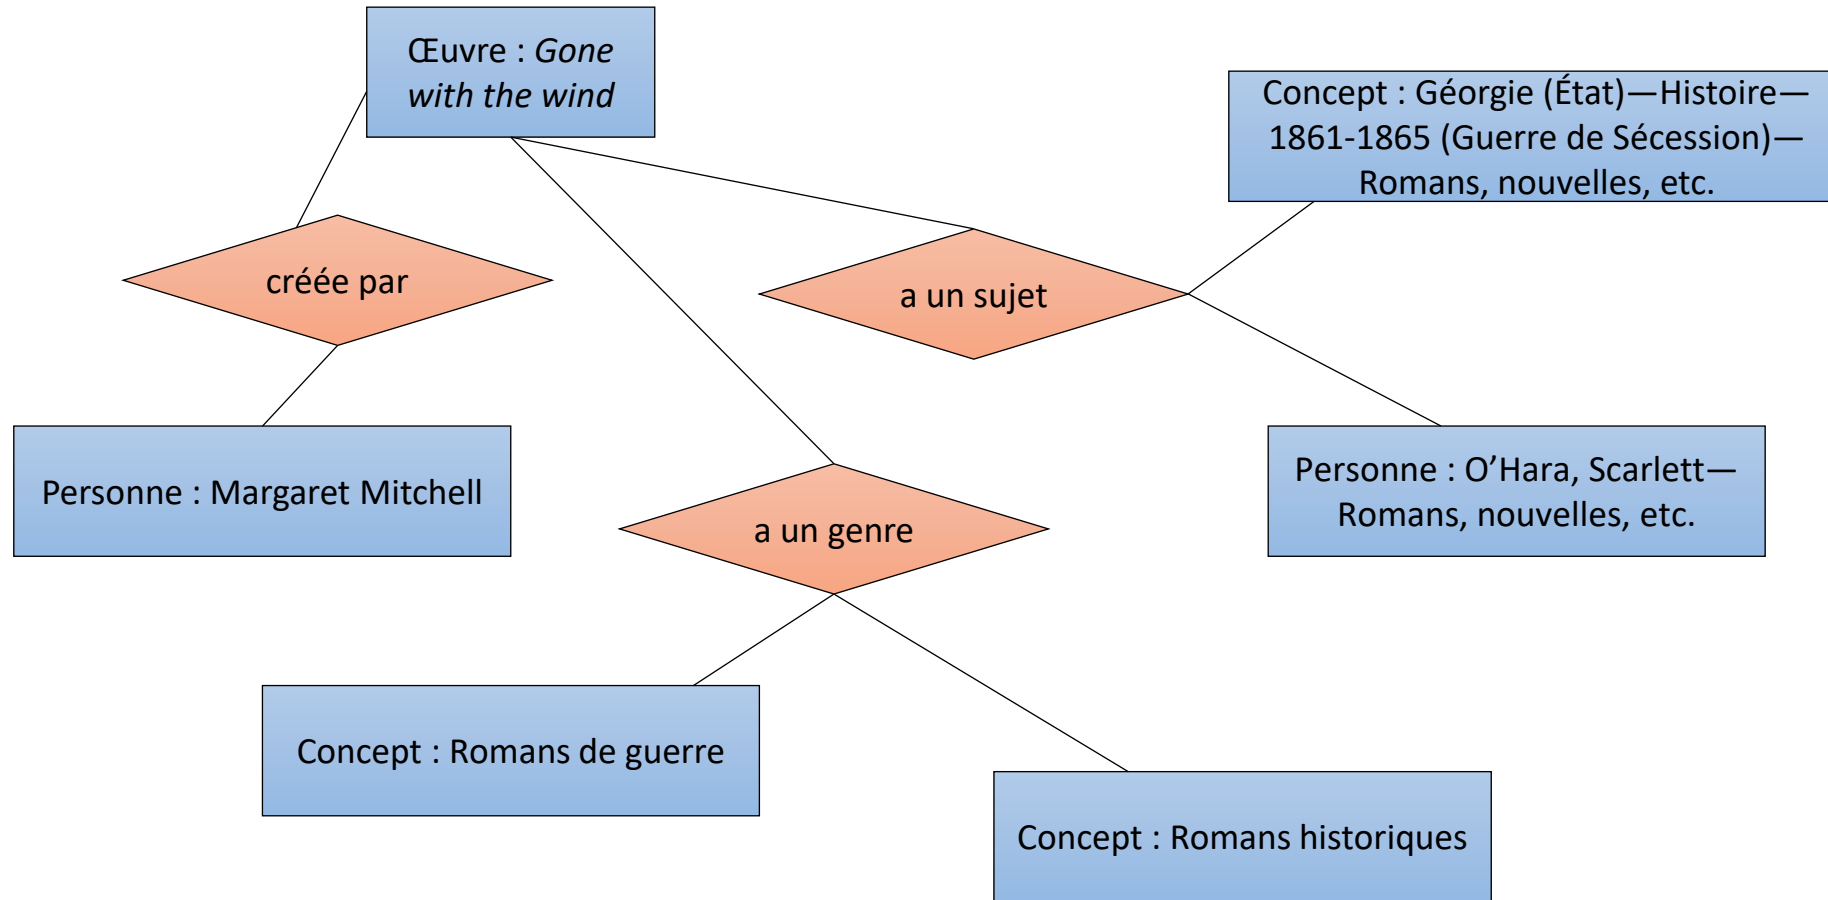 Œuvre : Gone
with the wind
Concept : Géorgie (État)—Histoire—
1861-1865 (Guerre de Sécession)—
Romans, nouvelles, etc.
créée par
a un sujet
Personne : Margaret Mitchell
Personne : O’Hara, Scarlett—
Romans, nouvelles, etc.
a un genre
Concept : Romans de guerre
Concept : Romans historiques